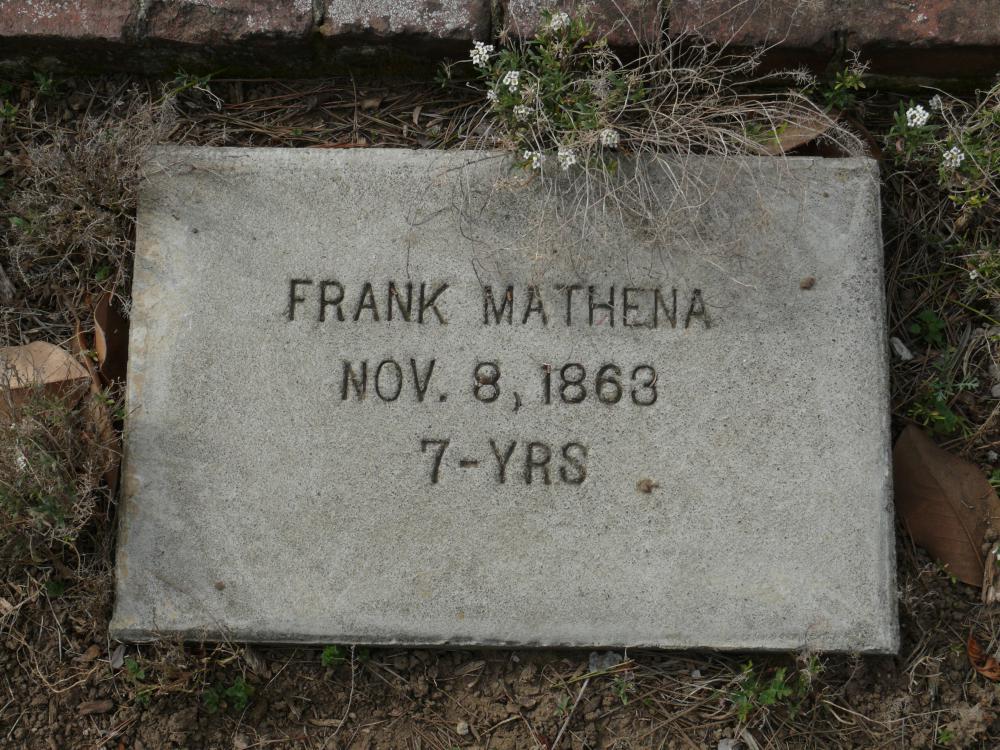 FRANK MATHENA
NOV. 8, 1863
7-YRS